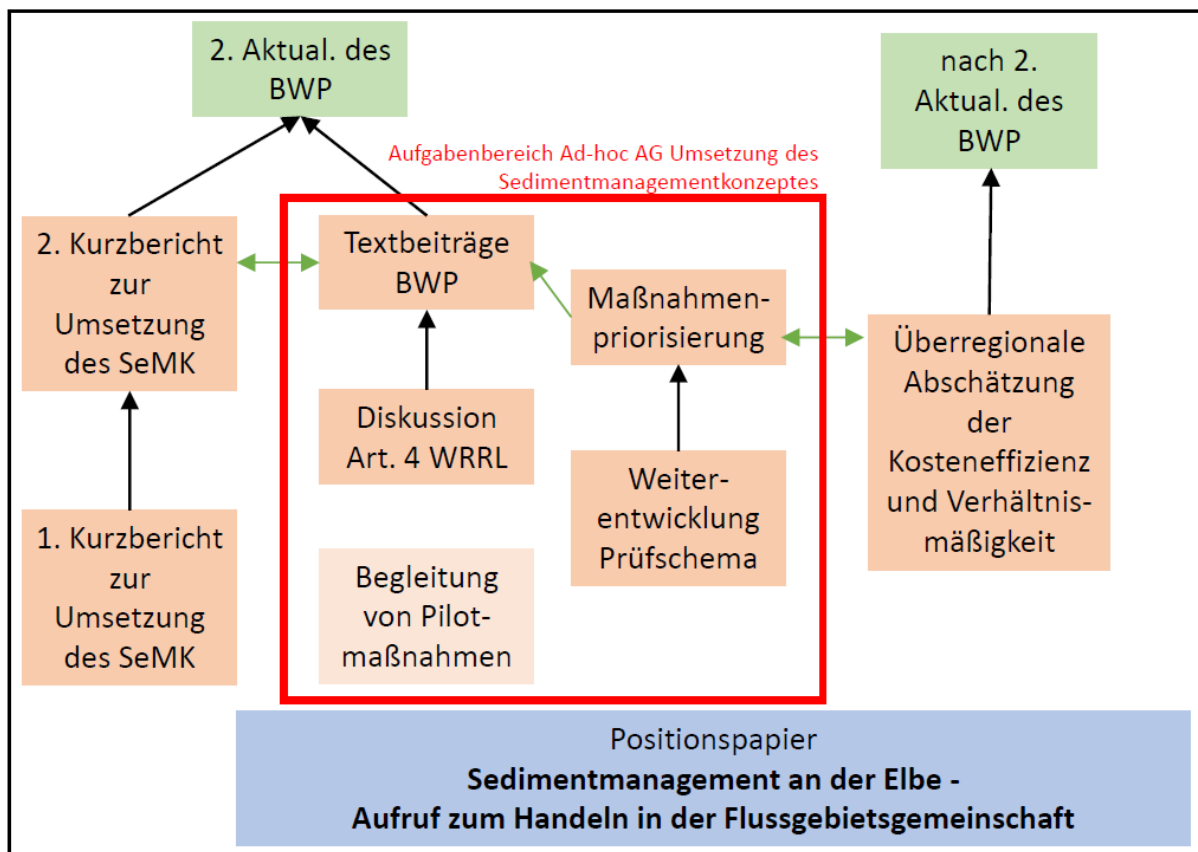 2. Aktual. des
BWP
nach 2.
Aktual. des
BWP
Aufgabenbereich Ad-hoc AG Umsetzung des
Sedimentmanagementkonzeptes
2. Kurzbericht
zur
Umsetzung
des SeMK
Textbeiträge
BWP
Maßnahmen-
priorisierung
Überregionale
Abschätzung
der
Kosteneffizienz
und Verhältnis-
mäßigkeit
Diskussion
Art. 4 WRRL
Weiter-
entwicklung
Prüfschema
1. Kurzbericht
zur
Umsetzung
des SeMK
Begleitung
von Pilot-
maßnahmen
Positionspapier
Sedimentmanagement an der Elbe -
Aufruf zum Handeln in der Flussgebietsgemeinschaft